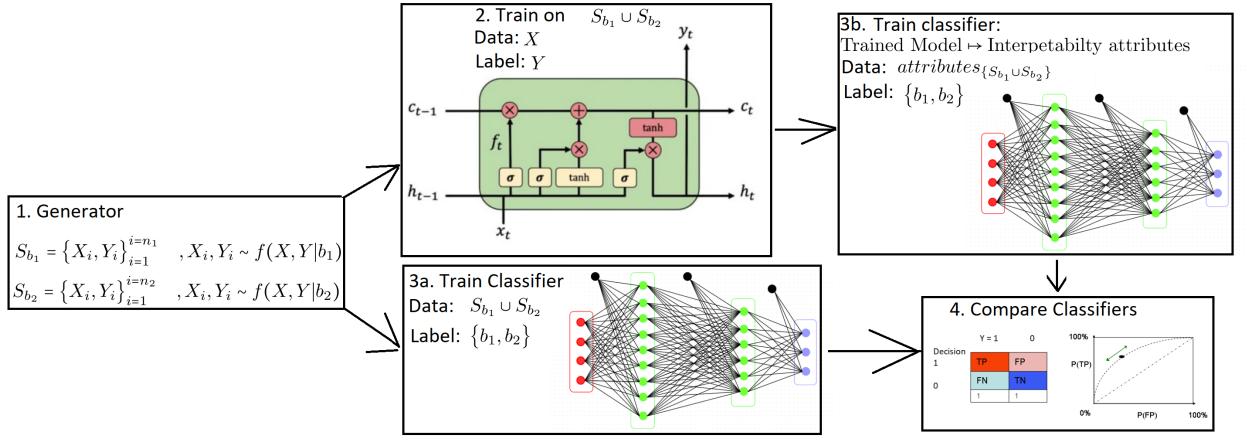 1. Generator
S_{b_1} = {X_i, Y_i}_{i=1}^{i=n_1} , X_i, Y_i ~ f(X, Y|b_1)
S_{b_2} = {X_i, Y_i}_{i=1}^{i=n_2} , X_i, Y_i ~ f(X, Y|b_2)
2. Train on S_{b_1} ∪ S_{b_2}
Data: X
Label: Y
y_t
c_{t−1}
c_t
tanh
f_t
σ
σ
tanh
σ
h_{t−1}
h_t
x_t
3a. Train Classifier
Data: S_{b_1} ∪ S_{b_2}
Label: {b_1, b_2}
3b. Train classifier:
Trained Model ↦ Interpetabilty attributes
Data: attributes_{{S_{b_1} ∪ S_{b_2}}}
Label: {b_1, b_2}
4. Compare Classifiers
Y = 1 0
Decision
1 TP FP
0 FN TN
1 1
100%
P(TP)
0%
P(FP)
100%